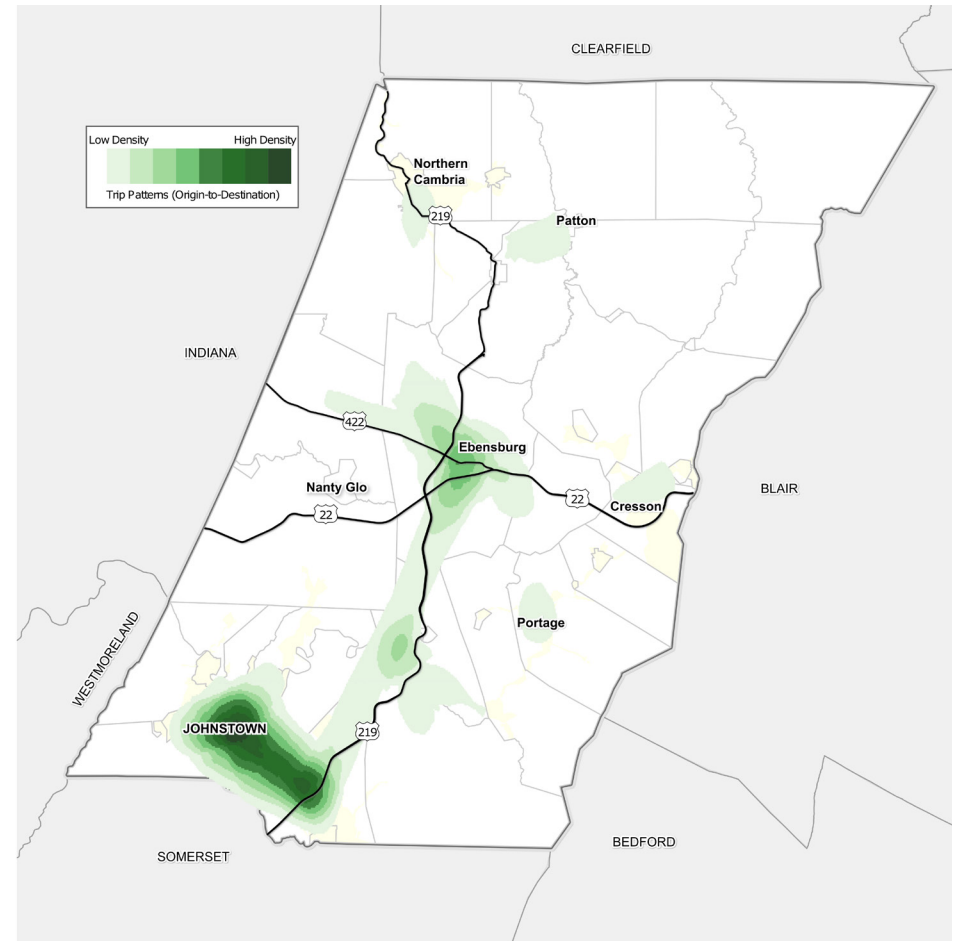 CLEARFIELD
Low Density
High Density
Trip Patterns (Origin-to-Destination)
Northern
Cambria
219
Patton
INDIANA
422
Ebensburg
Nanty Glo
22
22
Cresson
BLAIR
Portage
WESTMORELAND
JOHNSTOWN
219
BEDFORD
SOMERSET